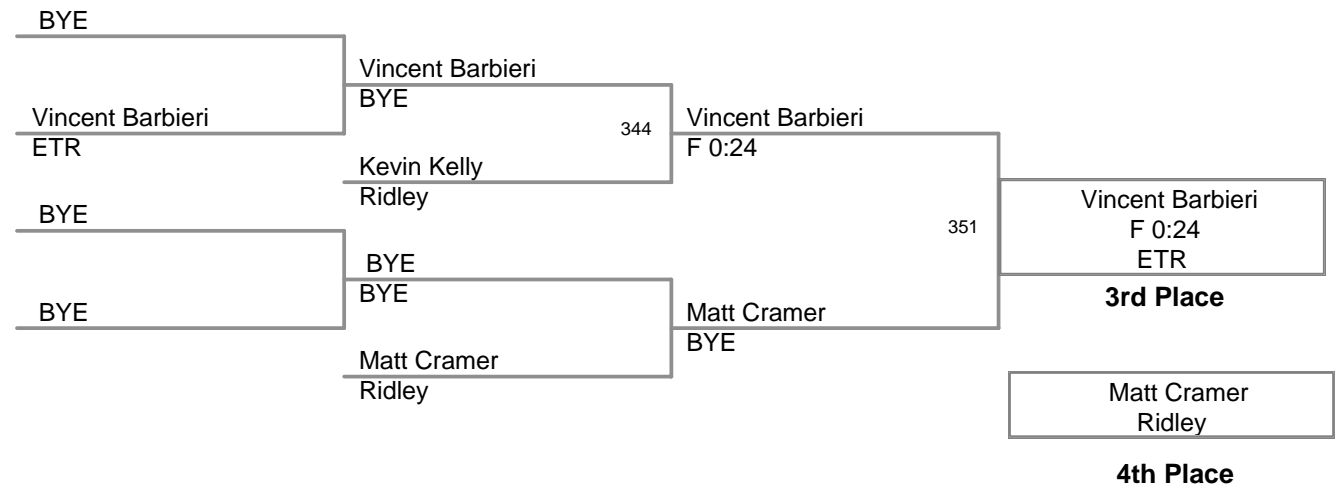 BYE
Vincent Barbieri
ETR
BYE
BYE
Vincent Barbieri
BYE
344
Kevin Kelly
Ridley
BYE
BYE
Matt Cramer
Ridley
Vincent Barbieri
F 0:24
351
Matt Cramer
BYE
Vincent Barbieri
F 0:24
ETR
3rd Place
Matt Cramer
Ridley
4th Place